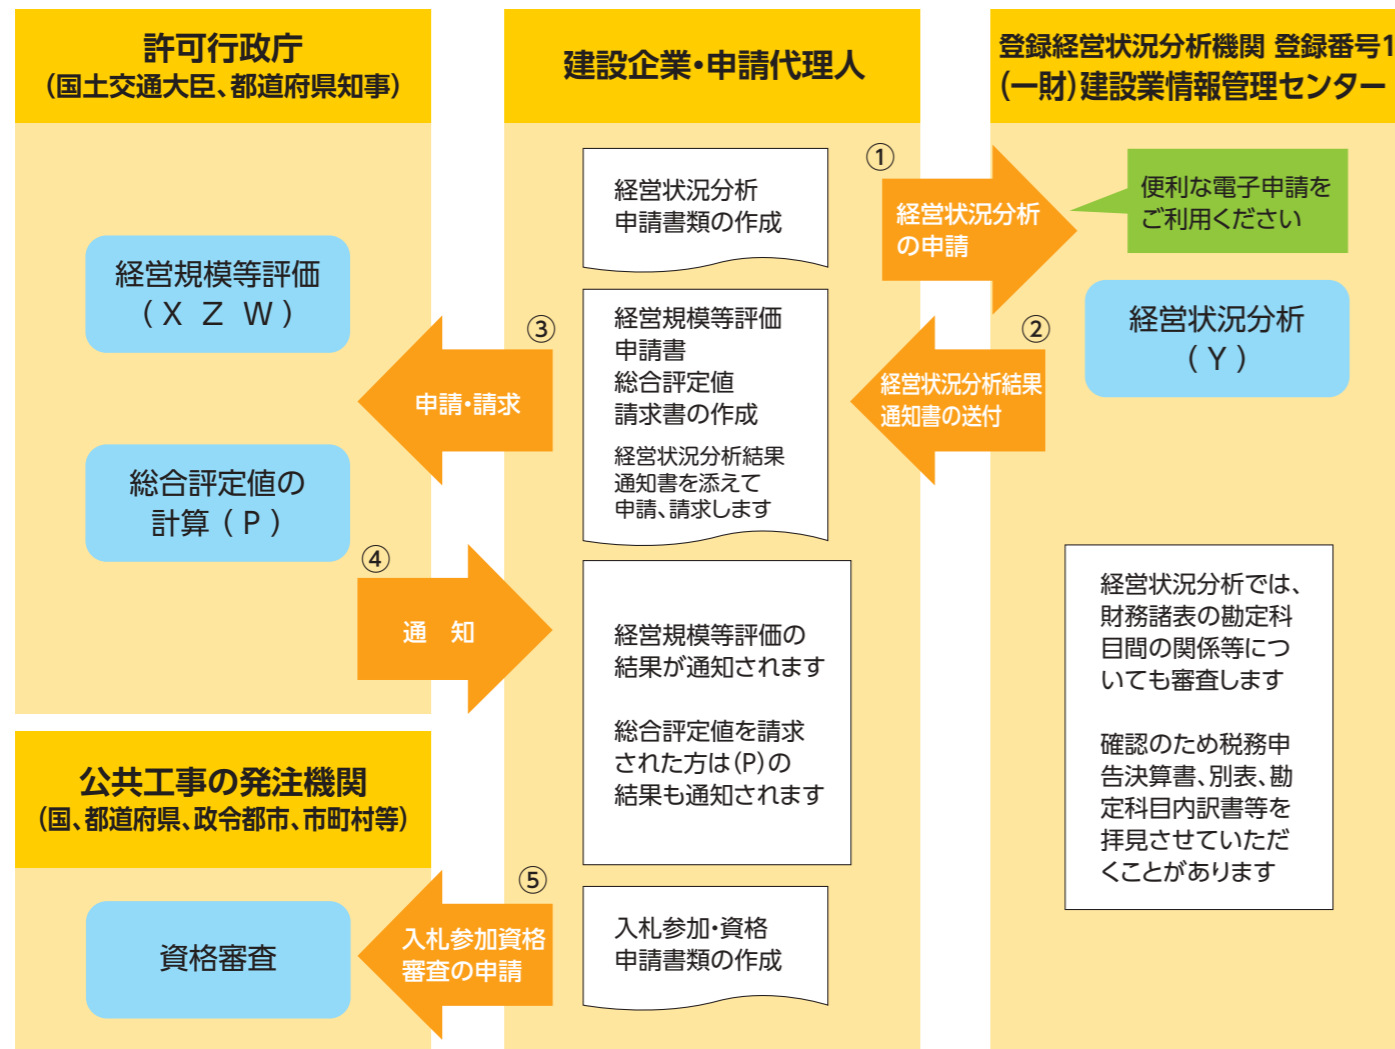 許可行政庁
(国土交通大臣、都道府県知事)
経営規模等評価
( X Z W )
総合評定値の
計算 ( P )
公共工事の発注機関
(国、都道府県、政令都市、市町村等)
資格審査
建設企業・申請代理人
経営状況分析
申請書類の作成
経営規模等評価
申請書
総合評定値
請求書の作成
経営状況分析結果
通知書を添えて
申請、請求します
経営規模等評価の
結果が通知されます
総合評定値を請求
された方は(P)の
結果も通知されます
入札参加・資格
申請書類の作成
①
経営状況分析
の申請
②
経営状況分析結果
通知書の送付
③
申請・請求
④
通 知
⑤
入札参加資格
審査の申請
登録経営状況分析機関 登録番号1
(一財)建設業情報管理センター
便利な電子申請を
ご利用ください
経営状況分析
( Y )
経営状況分析では、
財務諸表の勘定科
目間の関係等につ
いても審査します
確認のため税務申
告決算書、別表、勘
定科目内訳書等を
拝見させていただ
くことがあります